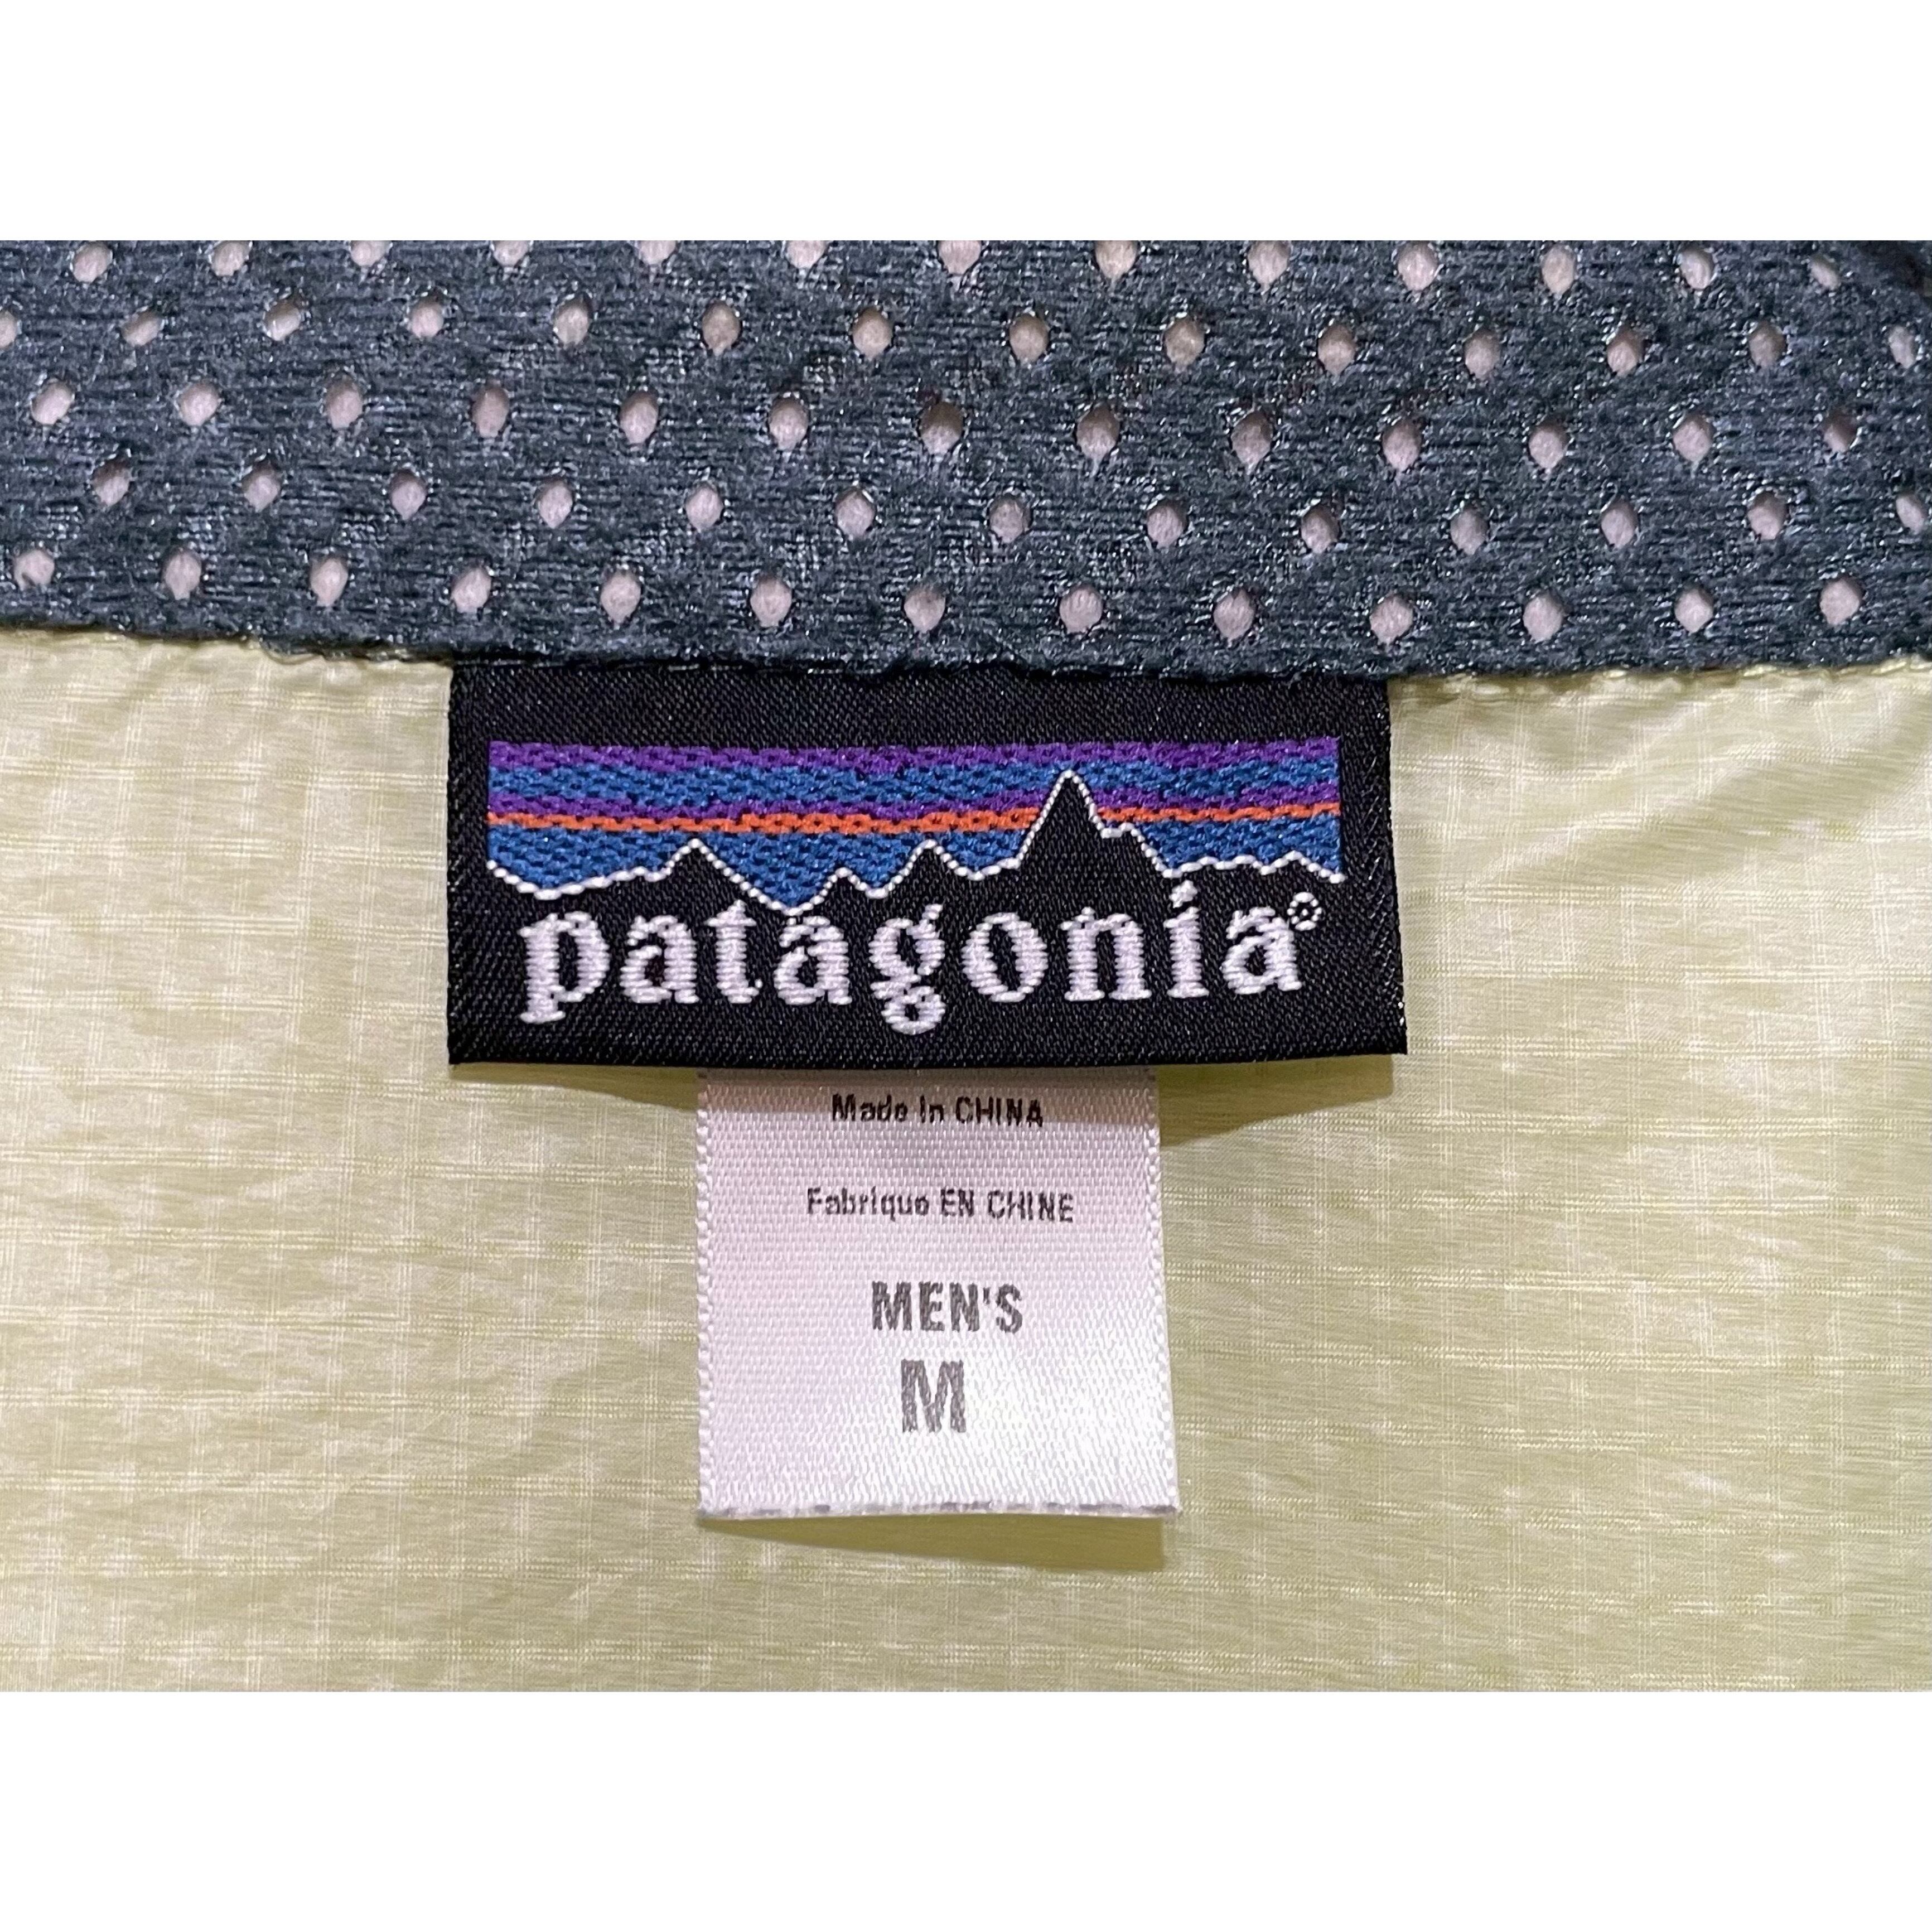 patagonia®
Made In CHINA
Fabrique EN CHINE
MEN'S
M